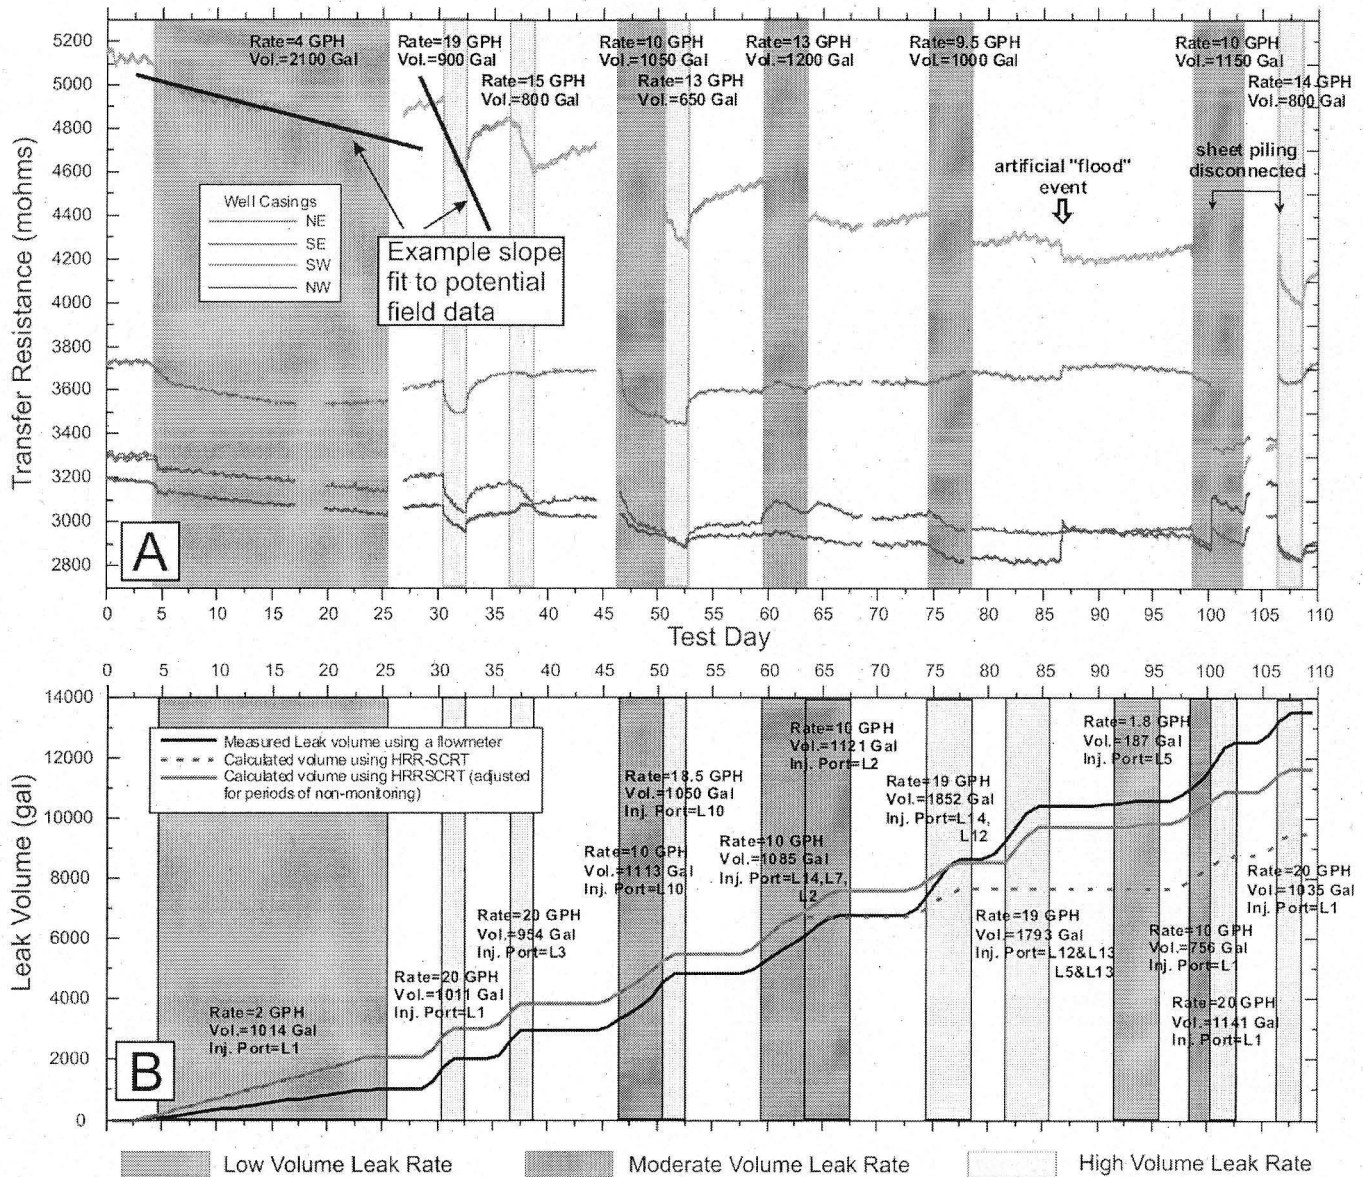 Rate=4 GPH
Vol.=2100 Gal
Rate=19 GPH
Vol.=900 Gal
Rate=15 GPH
Vol.=800 Gal
Rate=10 GPH
Vol.=1050 Gal
Rate=13 GPH
Vol.=650 Gal
Rate=13 GPH
Vol.=1200 Gal
Rate=9.5 GPH
Vol.=1000 Gal
Rate=10 GPH
Vol.=1150 Gal
Rate=14 GPH
Vol.=800 Gal
5200
5000
4800
4600
4400
4200
4000
3800
3600
3400
3200
3000
2800
Transfer Resistance (mohms)
Well Casings
NE
SE
SW
NW
Example slope
fit to potential
field data
artificial "flood"
event
sheet piling
disconnected
A
0 5 10 15 20 25 30 35 40 45 50 55 60 65 70 75 80 85 90 95 100 105 110
Test Day
0 5 10 15 20 25 30 35 40 45 50 55 60 65 70 75 80 85 90 95 100 105 110
14000
12000
10000
8000
6000
4000
2000
0
Leak Volume (gal)
Measured Leak volume using a flowmeter
Calculated volume using HRR-SCRT
Calculated volume using HRRSCRT (adjusted
for periods of non-monitoring)
Rate=2 GPH
Vol.=1014 Gal
Inj. Port=L1
Rate=20 GPH
Vol.=1011 Gal
Inj. Port=L1
Rate=20 GPH
Vol.=954 Gal
Inj. Port=L3
Rate=10 GPH
Vol.=1113 Gal
Inj. Port=L10
Rate=18.5 GPH
Vol.=1050 Gal
Inj. Port=L10
Rate=10 GPH
Vol.=1085 Gal
Inj. Port=L14,L7,
L2
Rate=10 GPH
Vol.=1121 Gal
Inj. Port=L2
Rate=19 GPH
Vol.=1852 Gal
Inj. Port=L14,
L12
Rate=19 GPH
Vol.=1793 Gal
Inj. Port=L12&L13
L5&L13
Rate=1.8 GPH
Vol.=187 Gal
Inj. Port=L5
Rate=10 GPH
Vol.=756 Gal
Inj. Port=L1
Rate=20 GPH
Vol.=1141 Gal
Inj. Port=L1
Rate=20 GPH
Vol.=1035 Gal
Inj. Port=L1
B
Low Volume Leak Rate
Moderate Volume Leak Rate
High Volume Leak Rate